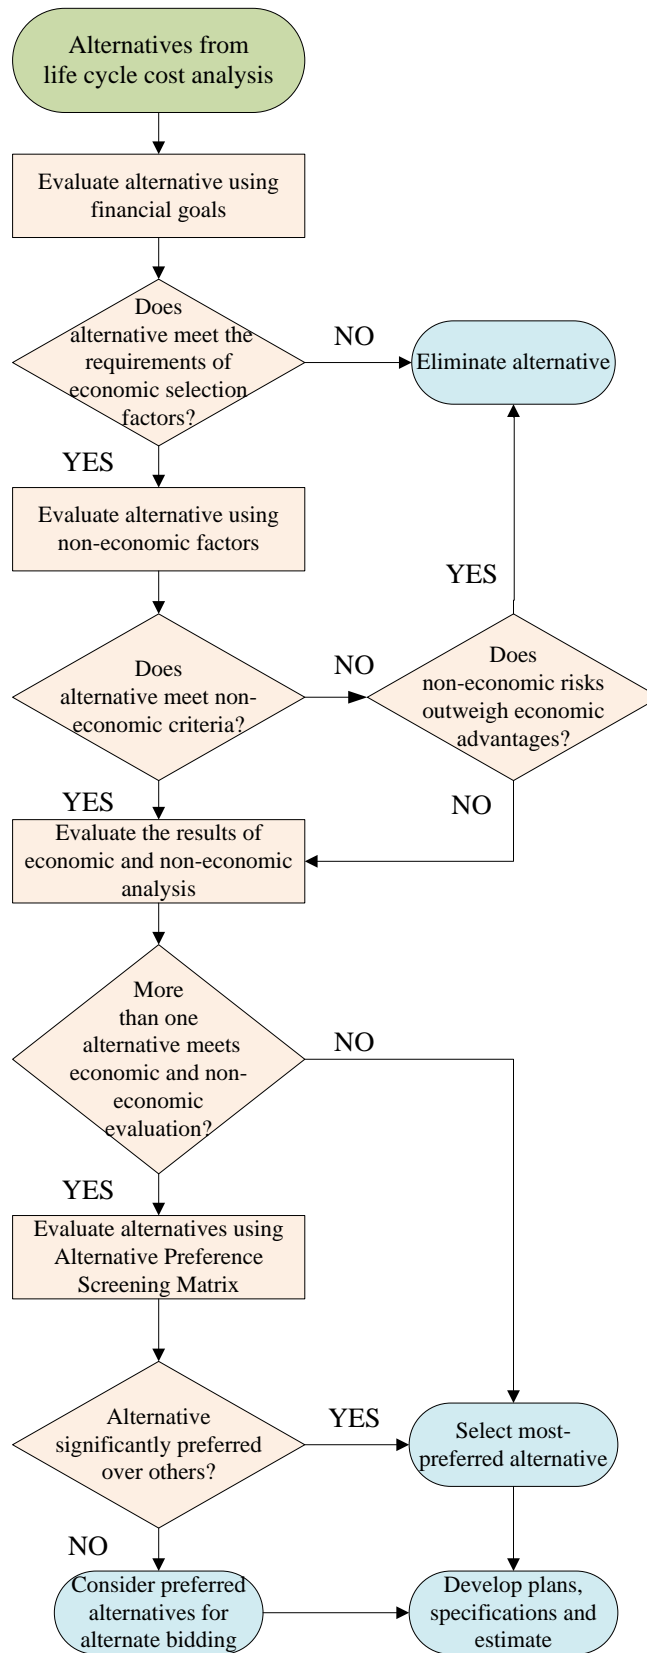 Alternatives from
life cycle cost analysis
Evaluate alternative using
financial goals
Does
alternative meet the
requirements of
economic selection
factors?
NO
Eliminate alternative
YES
Evaluate alternative using
non-economic factors
YES
Does
alternative meet non-
economic criteria?
NO
Does
non-economic risks
outweigh economic
advantages?
YES
NO
Evaluate the results of
economic and non-economic
analysis
More
than one
alternative meets
economic and non-
economic
evaluation?
NO
YES
Evaluate alternatives using
Alternative Preference
Screening Matrix
Alternative
significantly preferred
over others?
YES
Select most-
preferred alternative
NO
Consider preferred
alternatives for
alternate bidding
Develop plans,
specifications and
estimate